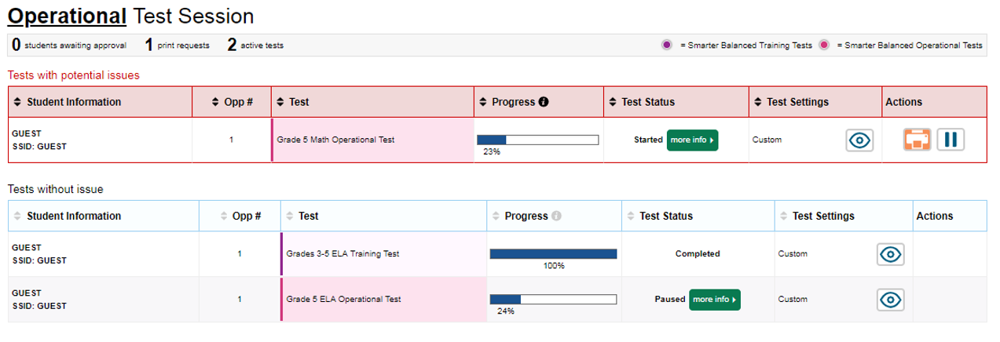 Operational Test Session
0 students awaiting approval 1 print requests 2 active tests = Smarter Balanced Training Tests = Smarter Balanced Operational Tests
Tests with potential issues
Student Information Opp # Test Progress i Test Status Test Settings Actions
GUEST
SSID: GUEST
1 Grade 5 Math Operational Test 23% Started more info Custom
Tests without issue
Student Information Opp # Test Progress i Test Status Test Settings Actions
GUEST
SSID: GUEST
1 Grades 3-5 ELA Training Test 100% Completed Custom
GUEST
SSID: GUEST
1 Grade 5 ELA Operational Test 24% Paused more info Custom